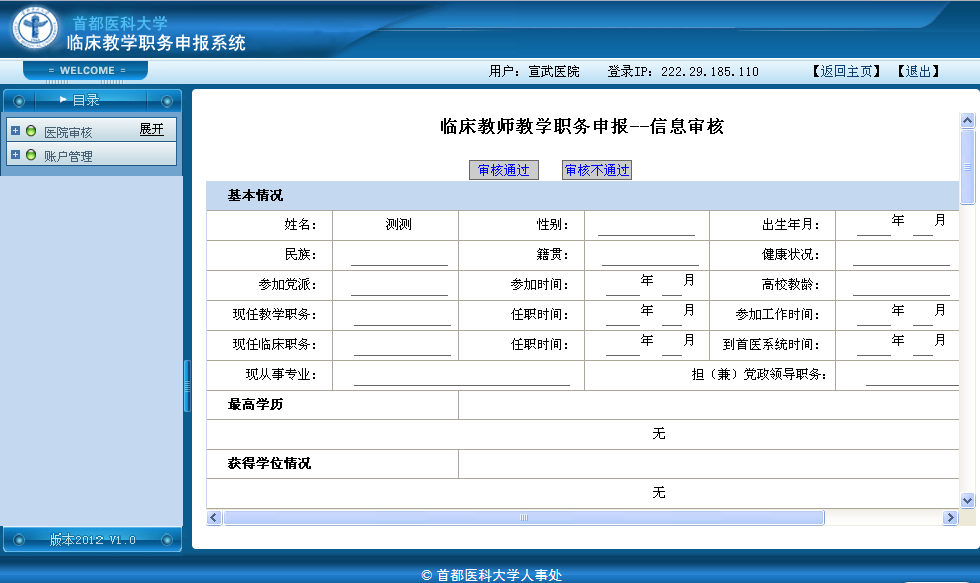 首都医科大学
临床教学职务申报系统
= WELCOME =
用户：宣武医院 登录IP：222.29.185.110 【返回主页】 【退出】
目录
医院审核 展开
账户管理
临床教师教学职务申报--信息审核
审核通过 审核不通过
基本情况
姓名： 测测 性别： 出生年月： 年 月
民族： 籍贯： 健康状况：
参加党派： 参加时间： 年 月 高校教龄：
现任教学职务： 任职时间： 年 月 参加工作时间： 年 月
现任临床职务： 任职时间： 年 月 到首医系统时间： 年 月
现从事专业： 担（兼）党政领导职务：
最高学历
无
获得学位情况
无
版本2012 V1.0
© 首都医科大学人事处